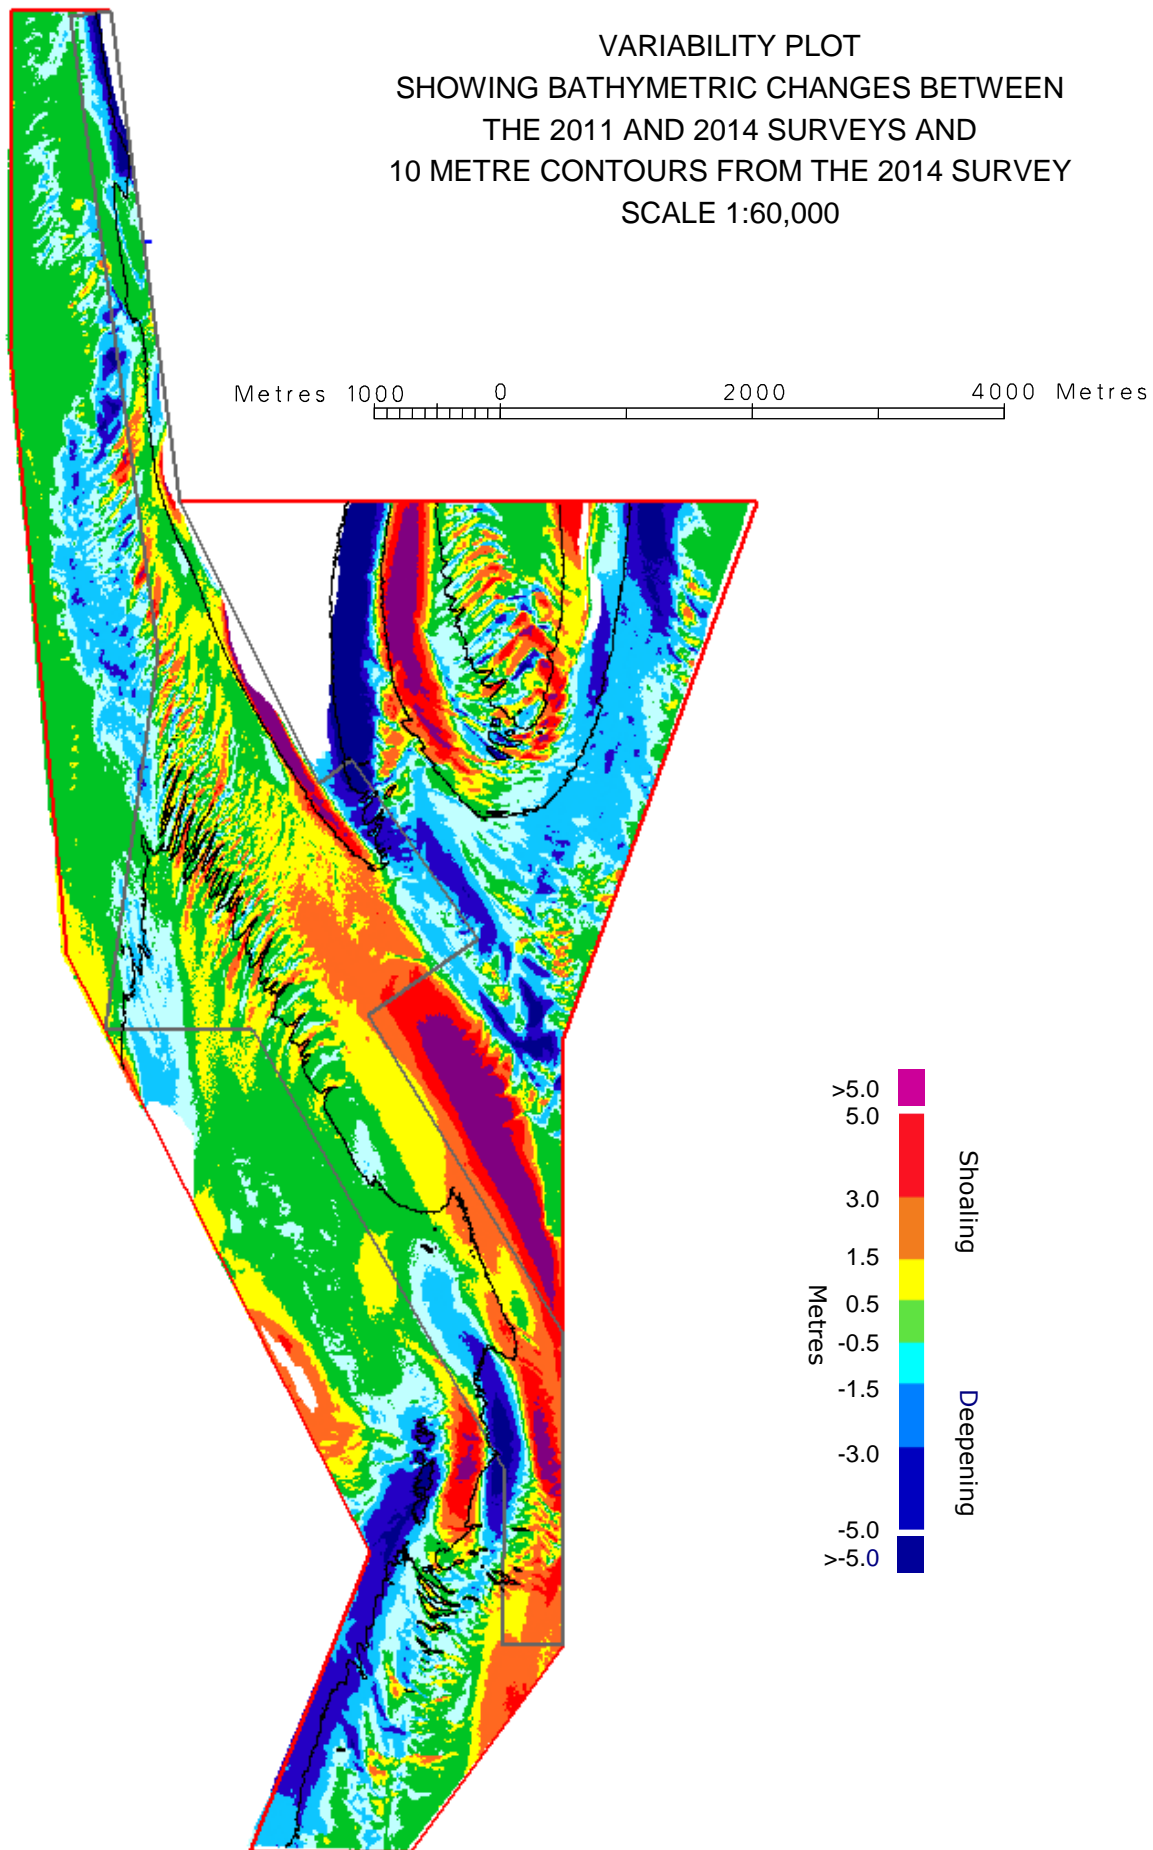 VARIABILITY PLOT
SHOWING BATHYMETRIC CHANGES BETWEEN
THE 2011 AND 2014 SURVEYS AND
10 METRE CONTOURS FROM THE 2014 SURVEY
SCALE 1:60,000
Metres 1000 0 2000 4000 Metres
>5.0
5.0
3.0
1.5
0.5
-0.5
-1.5
-3.0
-5.0
>-5.0
Metres
Shoaling
Deepening